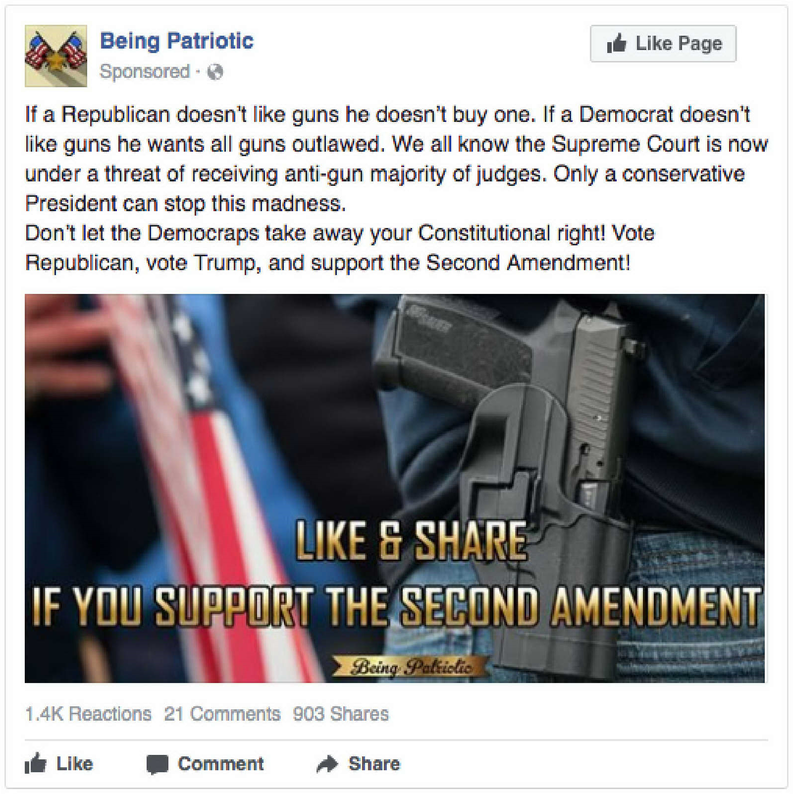 Being Patriotic
Like Page
Sponsored ·
If a Republican doesn't like guns he doesn't buy one. If a Democrat doesn't
like guns he wants all guns outlawed. We all know the Supreme Court is now
under a threat of receiving anti-gun majority of judges. Only a conservative
President can stop this madness.
Don't let the Democraps take away your Constitutional right! Vote
Republican, vote Trump, and support the Second Amendment!
SIG SAUER
LIKE & SHARE
IF YOU SUPPORT THE SECOND AMENDMENT
Being Patriotic
1.4K Reactions 21 Comments 903 Shares
Like Comment Share